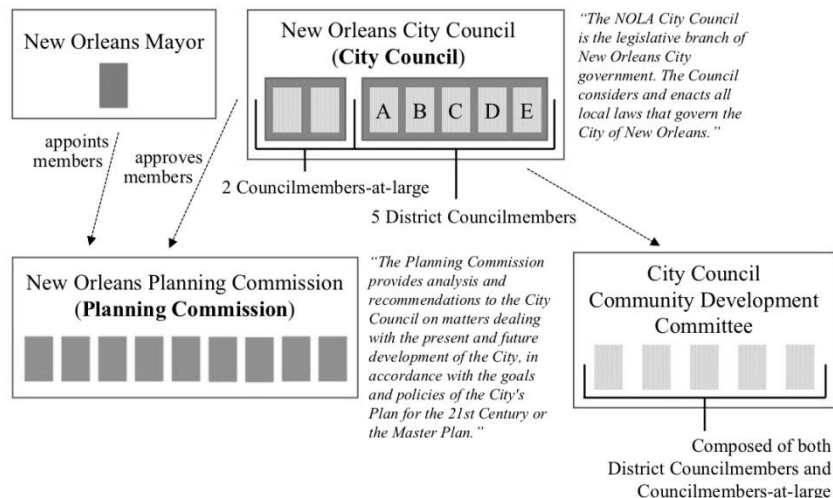 New Orleans Mayor
New Orleans City Council
(City Council)
A B C D E
“The NOLA City Council
is the legislative branch of
New Orleans City
government. The Council
considers and enacts all
local laws that govern the
City of New Orleans.”
appoints
members
approves
members
2 Councilmembers-at-large
5 District Councilmembers
New Orleans Planning Commission
(Planning Commission)
“The Planning Commission
provides analysis and
recommendations to the City
Council on matters dealing
with the present and future
development of the City, in
accordance with the goals
and policies of the City's
Plan for the 21st Century or
the Master Plan.”
City Council
Community Development
Committee
Composed of both
District Councilmembers and
Councilmembers-at-large